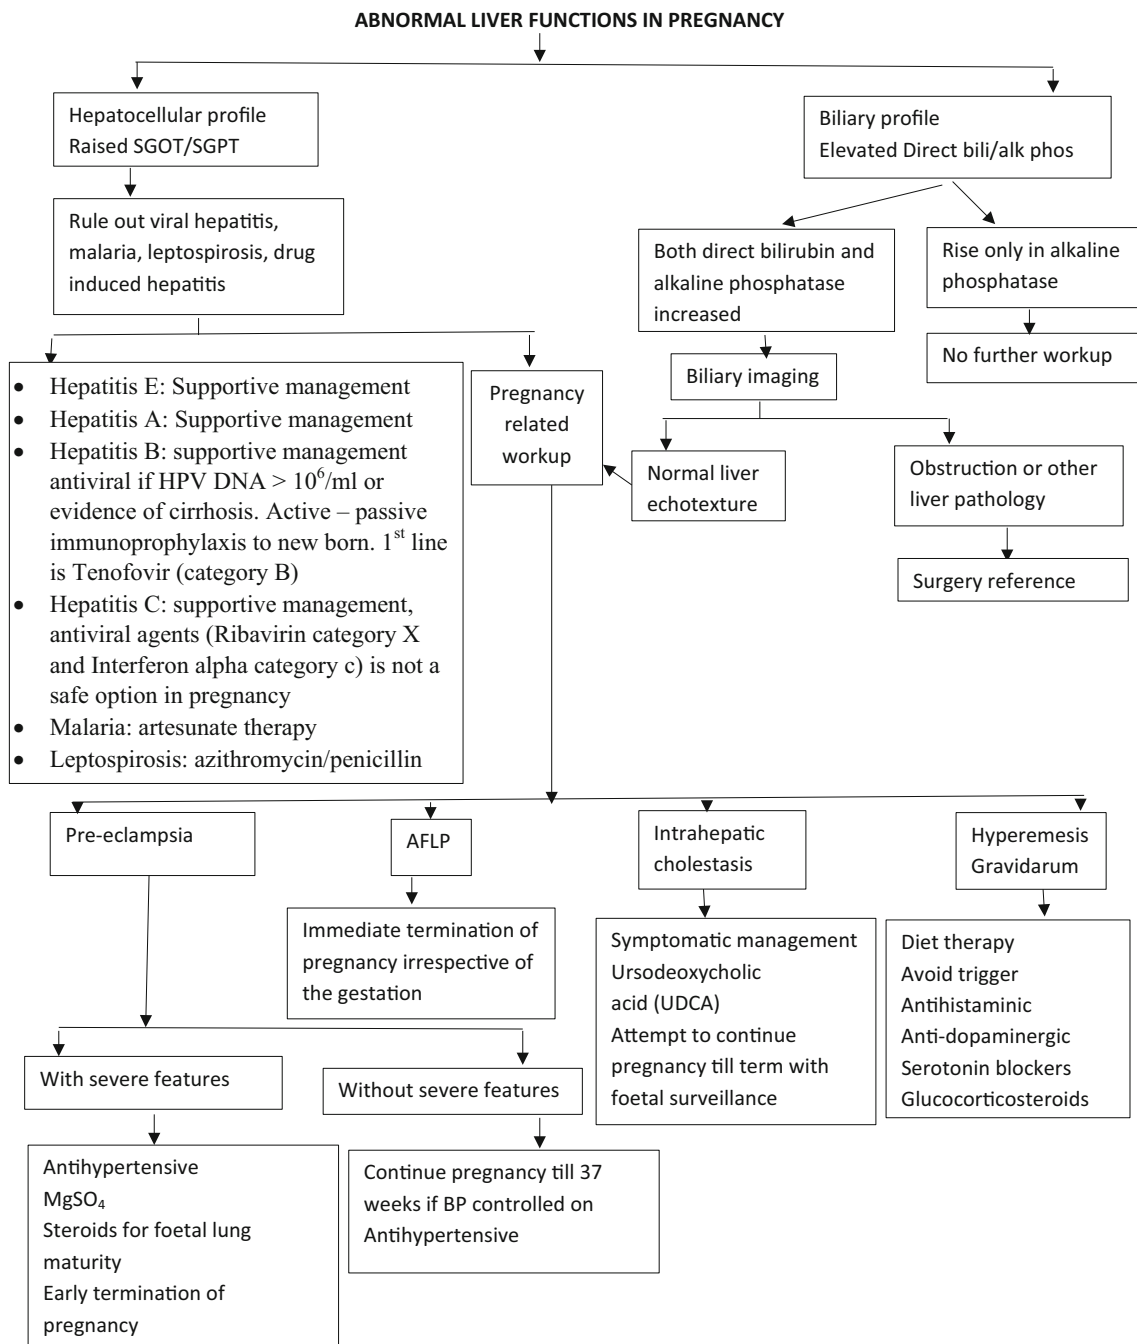 ABNORMAL LIVER FUNCTIONS IN PREGNANCY
Hepatocellular profile
Raised SGOT/SGPT
Biliary profile
Elevated Direct bili/alk phos
Rule out viral hepatitis,
malaria, leptospirosis, drug
induced hepatitis
Both direct bilirubin and
alkaline phosphatase
increased
Rise only in alkaline
phosphatase
No further workup
Biliary imaging
• Hepatitis E: Supportive management
• Hepatitis A: Supportive management
• Hepatitis B: supportive management
antiviral if HPV DNA > 10⁶/ml or
evidence of cirrhosis. Active – passive
immunoprophylaxis to new born. 1st line
is Tenofovir (category B)
• Hepatitis C: supportive management,
antiviral agents (Ribavirin category X
and Interferon alpha category c) is not a
safe option in pregnancy
• Malaria: artesunate therapy
• Leptospirosis: azithromycin/penicillin
Pregnancy
related
workup
Normal liver
echotexture
Obstruction or other
liver pathology
Surgery reference
Pre-eclampsia
AFLP
Intrahepatic
cholestasis
Hyperemesis
Gravidarum
Immediate termination of
pregnancy irrespective of
the gestation
Symptomatic management
Ursodeoxycholic
acid (UDCA)
Attempt to continue
pregnancy till term with
foetal surveillance
Diet therapy
Avoid trigger
Antihistaminic
Anti-dopaminergic
Serotonin blockers
Glucocorticosteroids
With severe features
Without severe features
Antihypertensive
MgSO₄
Steroids for foetal lung
maturity
Early termination of
pregnancy
Continue pregnancy till 37
weeks if BP controlled on
Antihypertensive